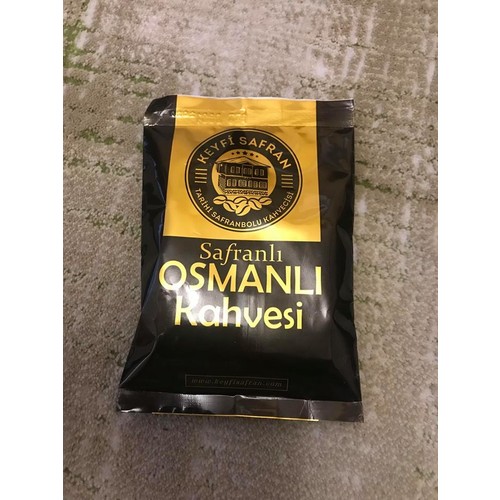 KEYFİ SAFRAN
TARİHİ SAFRANBOLU KAHVECİSİ
Safranlı
OSMANLI
Kahvesi
www.keyfisafran.com